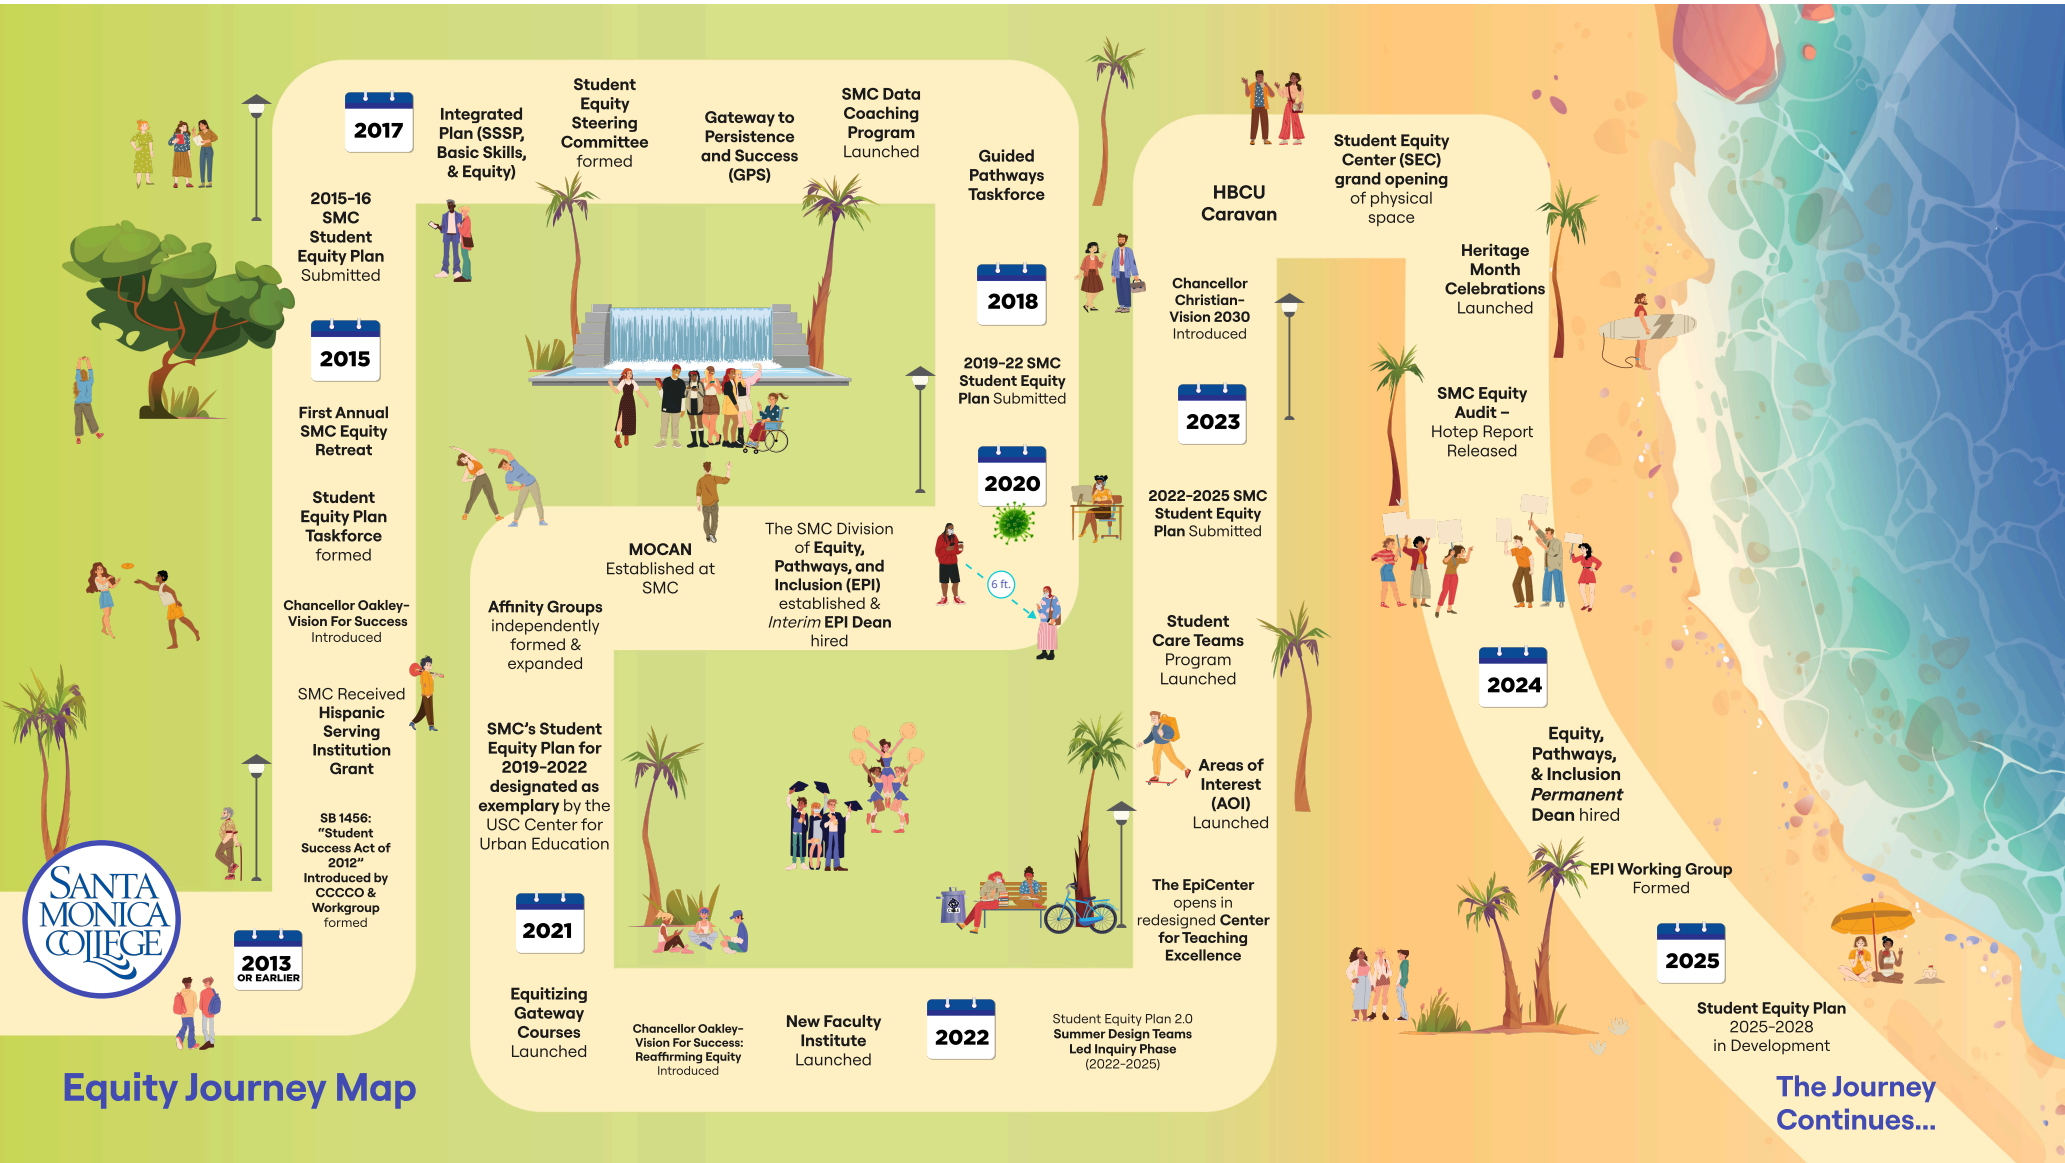 SANTA
MONICA
COLLEGE
Equity Journey Map
2013
OR EARLIER
SB 1456:
“Student
Success Act of
2012”
Introduced by
CCCCO &
Workgroup
formed
SMC Received
Hispanic
Serving
Institution
Grant
Chancellor Oakley-
Vision For Success
Introduced
Student
Equity Plan
Taskforce
formed
First Annual
SMC Equity
Retreat
2015
2015-16
SMC
Student
Equity Plan
Submitted
2017
Integrated
Plan (SSSP,
Basic Skills,
& Equity)
Student
Equity
Steering
Committee
formed
Gateway to
Persistence
and Success
(GPS)
SMC Data
Coaching
Program
Launched
Guided
Pathways
Taskforce
2018
2019-22 SMC
Student Equity
Plan Submitted
2020
6 ft.
The SMC Division
of Equity,
Pathways, and
Inclusion (EPI)
established &
Interim EPI Dean
hired
MOCAN
Established at
SMC
Affinity Groups
independently
formed &
expanded
SMC’s Student
Equity Plan for
2019-2022
designated as
exemplary by the
USC Center for
Urban Education
2021
Equitizing
Gateway
Courses
Launched
Chancellor Oakley-
Vision For Success:
Reaffirming Equity
Introduced
New Faculty
Institute
Launched
2022
Student Equity Plan 2.0
Summer Design Teams
Led Inquiry Phase
(2022-2025)
The EpiCenter
opens in
redesigned Center
for Teaching
Excellence
Areas of
Interest
(AOI)
Launched
Student
Care Teams
Program
Launched
2022-2025 SMC
Student Equity
Plan Submitted
2023
Chancellor
Christian-
Vision 2030
Introduced
HBCU
Caravan
Student Equity
Center (SEC)
grand opening
of physical
space
Heritage
Month
Celebrations
Launched
SMC Equity
Audit –
Hotep Report
Released
2024
Equity,
Pathways,
& Inclusion
Permanent
Dean hired
EPI Working Group
Formed
2025
Student Equity Plan
2025-2028
in Development
The Journey
Continues...